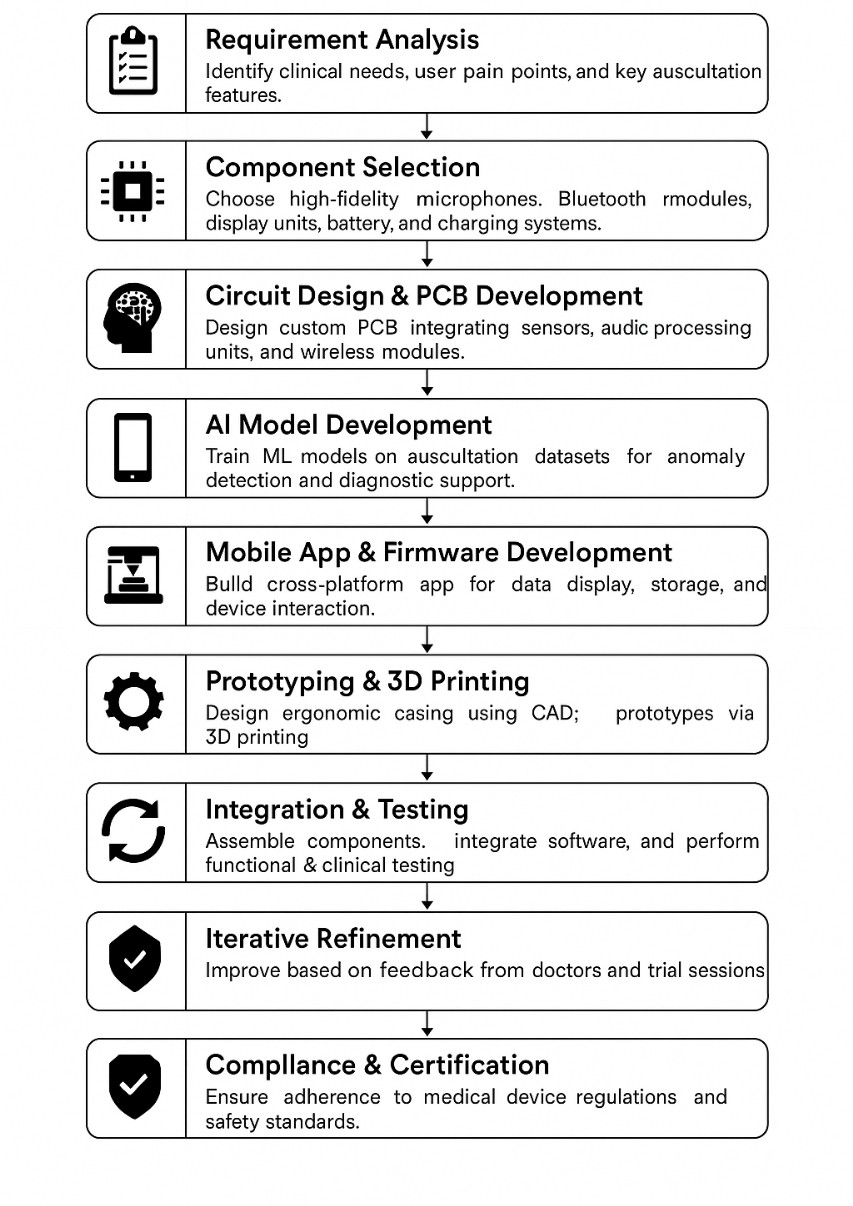 Requirement Analysis
Identify clinical needs, user pain points, and key auscultation
features.
Component Selection
Choose high-fidelity microphones. Bluetooth rmodules,
display units, battery, and charging systems.
Circuit Design & PCB Development
Design custom PCB integrating sensors, audic processing
units, and wireless modules.
AI Model Development
Train ML models on auscultation datasets for anomaly
detection and diagnostic support.
Mobile App & Firmware Development
Bulld cross-platform app for data display, storage, and
device interaction.
Prototyping & 3D Printing
Design ergonomic casing using CAD; prototypes via
3D printing
Integration & Testing
Assemble components. integrate software, and perform
functional & clinical testing
Iterative Refinement
Improve based on feedback from doctors and trial sessions
Compllance & Certification
Ensure adherence to medical device regulations and
safety standards.